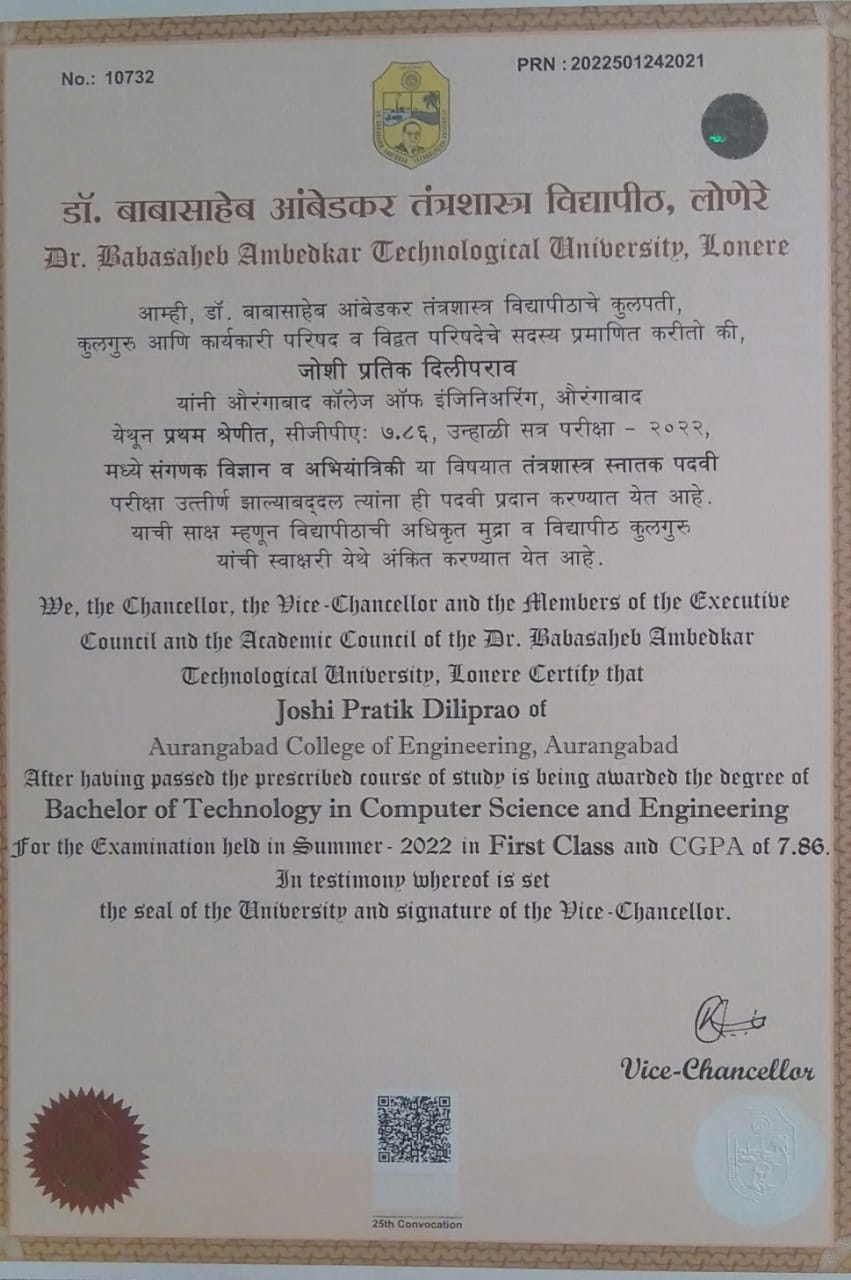 No.: 10732
PRN : 2022501242021
डॉ. बाबासाहेब आंबेडकर तंत्रशास्त्र विद्यापीठ, लोणेरे
Dr. Babasaheb Ambedkar Technological University, Lonere
आम्ही, डॉ. बाबासाहेब आंबेडकर तंत्रशास्त्र विद्यापीठाचे कुलपती,
कुलगुरु आणि कार्यकारी परिषद व विद्वत परिषदेचे सदस्य प्रमाणित करीतो की,
जोशी प्रतिक दिलीपराव
यांनी औरंगाबाद कॉलेज ऑफ इंजिनिअरिंग, औरंगाबाद
येथून प्रथम श्रेणीत, सीजीपीए: ७.८६, उन्हाळी सत्र परीक्षा - २०२२,
मध्ये संगणक विज्ञान व अभियांत्रिकी या विषयात तंत्रशास्त्र स्नातक पदवी
परीक्षा उत्तीर्ण झाल्याबद्दल त्यांना ही पदवी प्रदान करण्यात येत आहे.
याची साक्ष म्हणून विद्यापीठाची अधिकृत मुद्रा व विद्यापीठ कुलगुरु
यांची स्वाक्षरी येथे अंकित करण्यात येत आहे.
We, the Chancellor, the Vice-Chancellor and the Members of the Executive
Council and the Academic Council of the Dr. Babasaheb Ambedkar
Technological University, Lonere Certify that
Joshi Pratik Diliprao of
Aurangabad College of Engineering, Aurangabad
After having passed the prescribed course of study is being awarded the degree of
Bachelor of Technology in Computer Science and Engineering
For the Examination held in Summer- 2022 in First Class and CGPA of 7.86.
In testimony whereof is set
the seal of the University and signature of the Vice-Chancellor.
Vice-Chancellor
25th Convocation